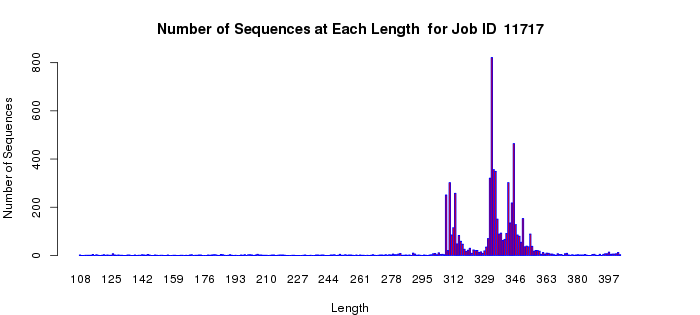 Number of Sequences at Each Length for Job ID 11717
Number of Sequences
800
600
400
200
0
108 125 142 159 176 193 210 227 244 261 278 295 312 329 346 363 380 397
Length